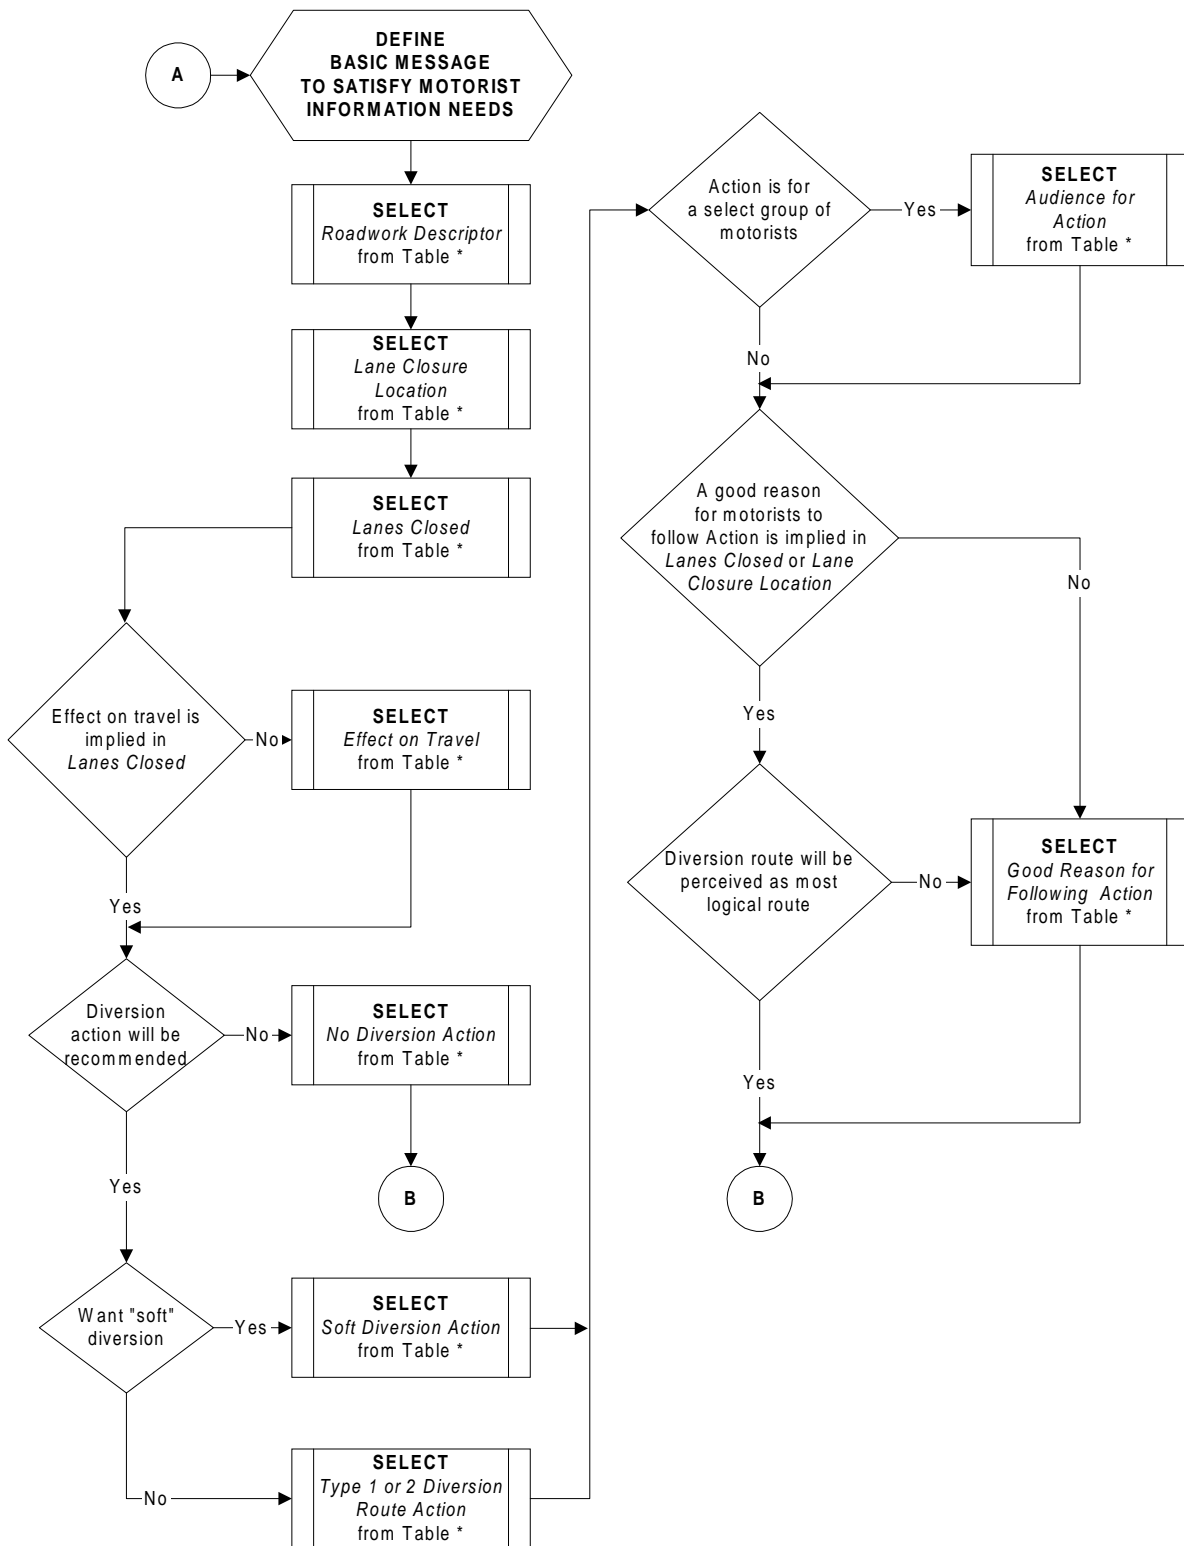 A
DEFINE
BASIC MESSAGE
TO SATISFY MOTORIST
INFORMATION NEEDS
SELECT
Roadwork Descriptor
from Table *
SELECT
Lane Closure
Location
from Table *
SELECT
Lanes Closed
from Table *
Effect on travel is
implied in
Lanes Closed
No
SELECT
Effect on Travel
from Table *
Yes
Diversion
action will be
recommended
No
SELECT
No Diversion Action
from Table *
B
Yes
Want "soft"
diversion
Yes
SELECT
Soft Diversion Action
from Table *
No
SELECT
Type 1 or 2 Diversion
Route Action
from Table *
Action is for
a select group of
motorists
Yes
SELECT
Audience for
Action
from Table *
No
A good reason
for motorists to
follow Action is implied in
Lanes Closed or Lane
Closure Location
No
Yes
Diversion route will be
perceived as most
logical route
No
SELECT
Good Reason for
Following Action
from Table *
Yes
B